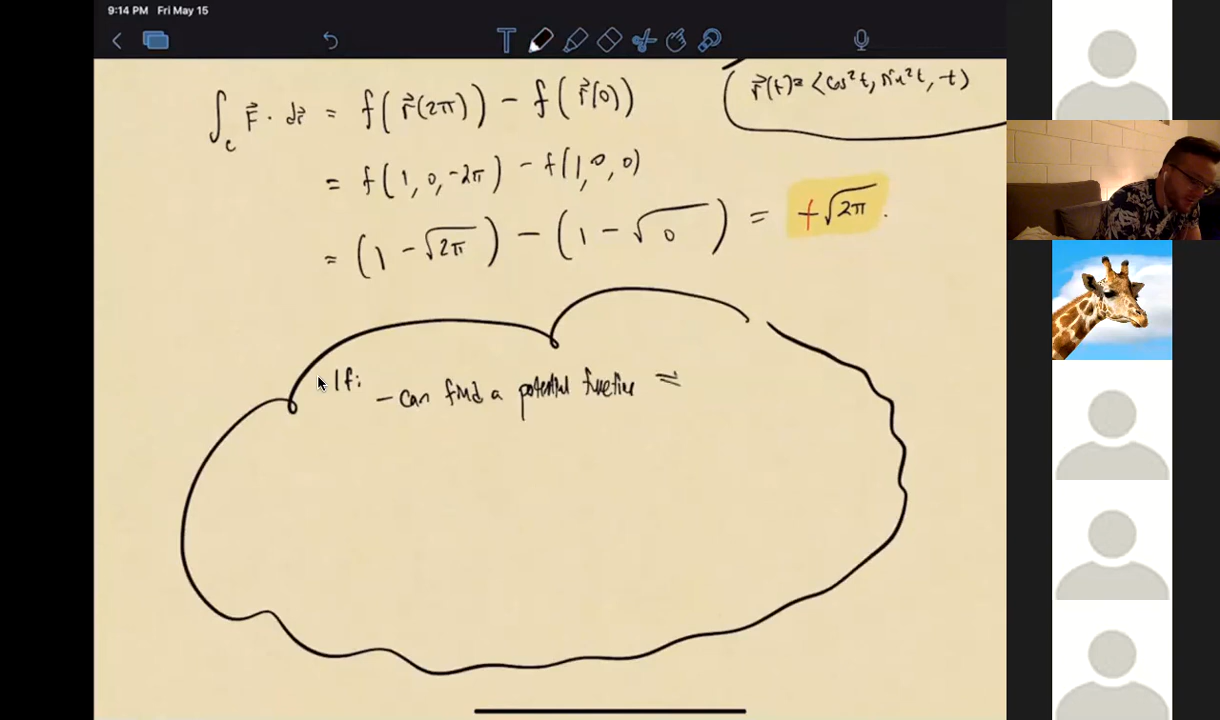 9:14 PM Fri May 15
T
∫_c F⃗ · dr⃗ = f(r⃗(2π)) - f(r⃗(0))
r⃗(t) = ⟨cos²t, sin²t, -t⟩
= f(1, 0, -2π) - f(1, 0, 0)
= (1 - √2π) - (1 - √0) = +√2π.
If:
- can find a potential function =